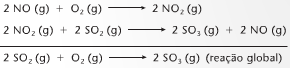 2 NO (g) + O₂ (g) ⟶ 2 NO₂ (g)
2 NO₂ (g) + 2 SO₂ (g) ⟶ 2 SO₃ (g) + 2 NO (g)
2 SO₂ (g) + O₂ (g) ⟶ 2 SO₃ (g) (reação global)